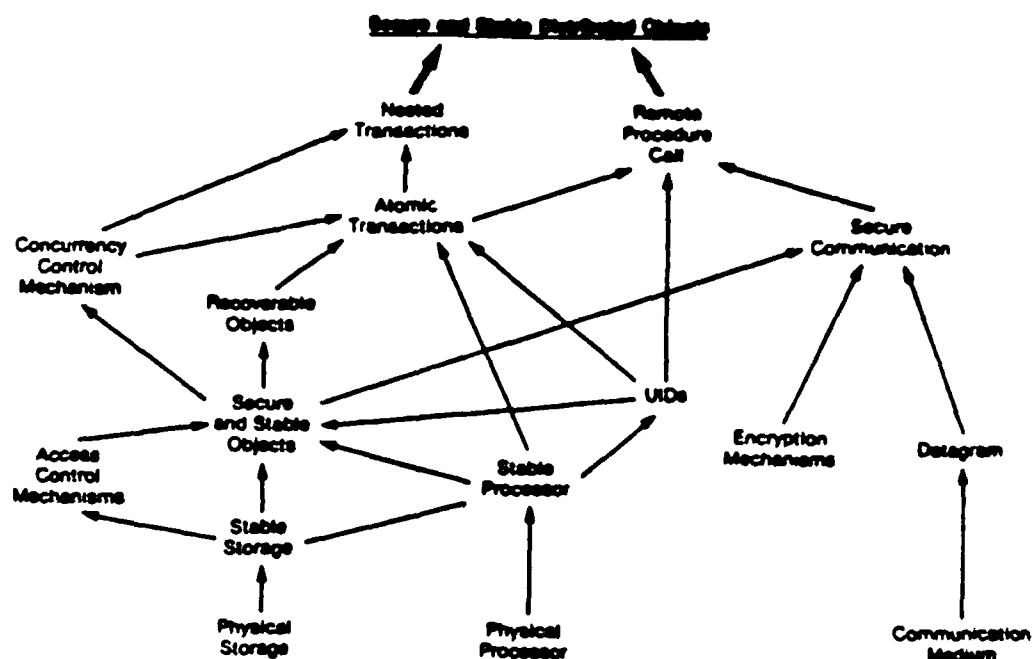 Secure and Stable Distributed Objects
Nested
Transactions
Remote
Procedure
Call
Atomic
Transactions
Secure
Communication
Concurrency
Control
Mechanism
Recoverable
Objects
UIDs
Secure
and Stable
Objects
Access
Control
Mechanisms
Stable
Processor
Encryption
Mechanisms
Datagram
Stable
Storage
Physical
Storage
Physical
Processor
Communication
Medium